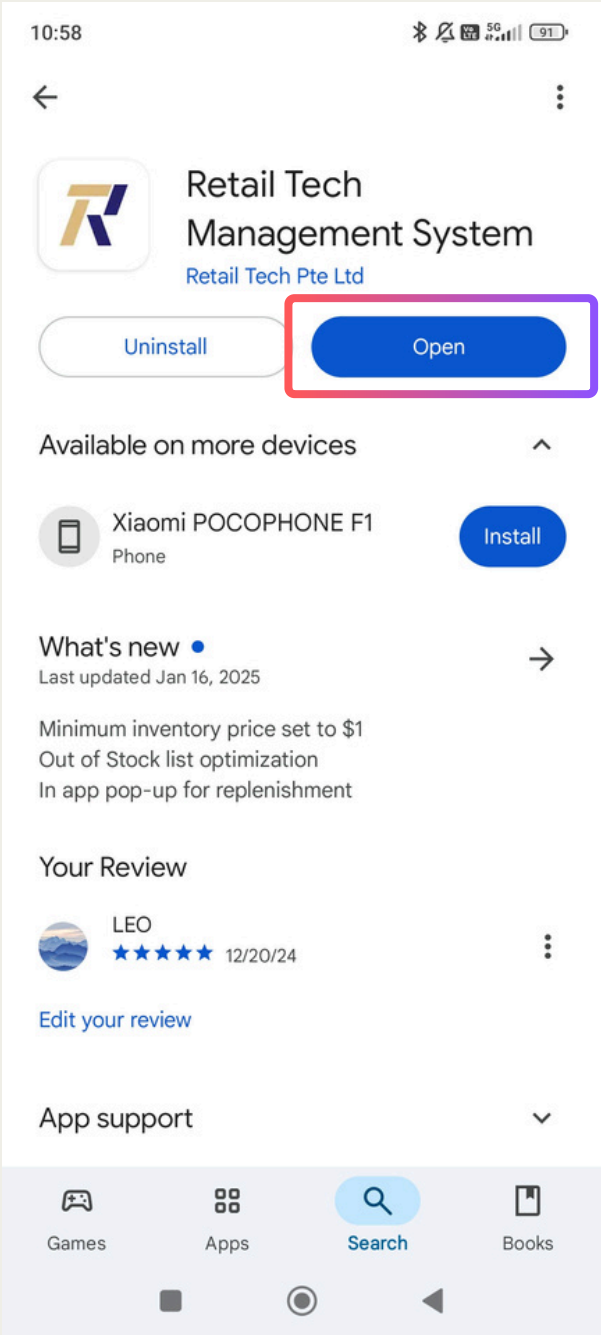 10:58
Vo LTE 5G 91
Retail Tech
Management System
Retail Tech Pte Ltd
Uninstall
Open
Available on more devices
Xiaomi POCOPHONE F1
Phone
Install
What's new
Last updated Jan 16, 2025
Minimum inventory price set to $1
Out of Stock list optimization
In app pop-up for replenishment
Your Review
LEO
12/20/24
Edit your review
App support
Games
Apps
Search
Books